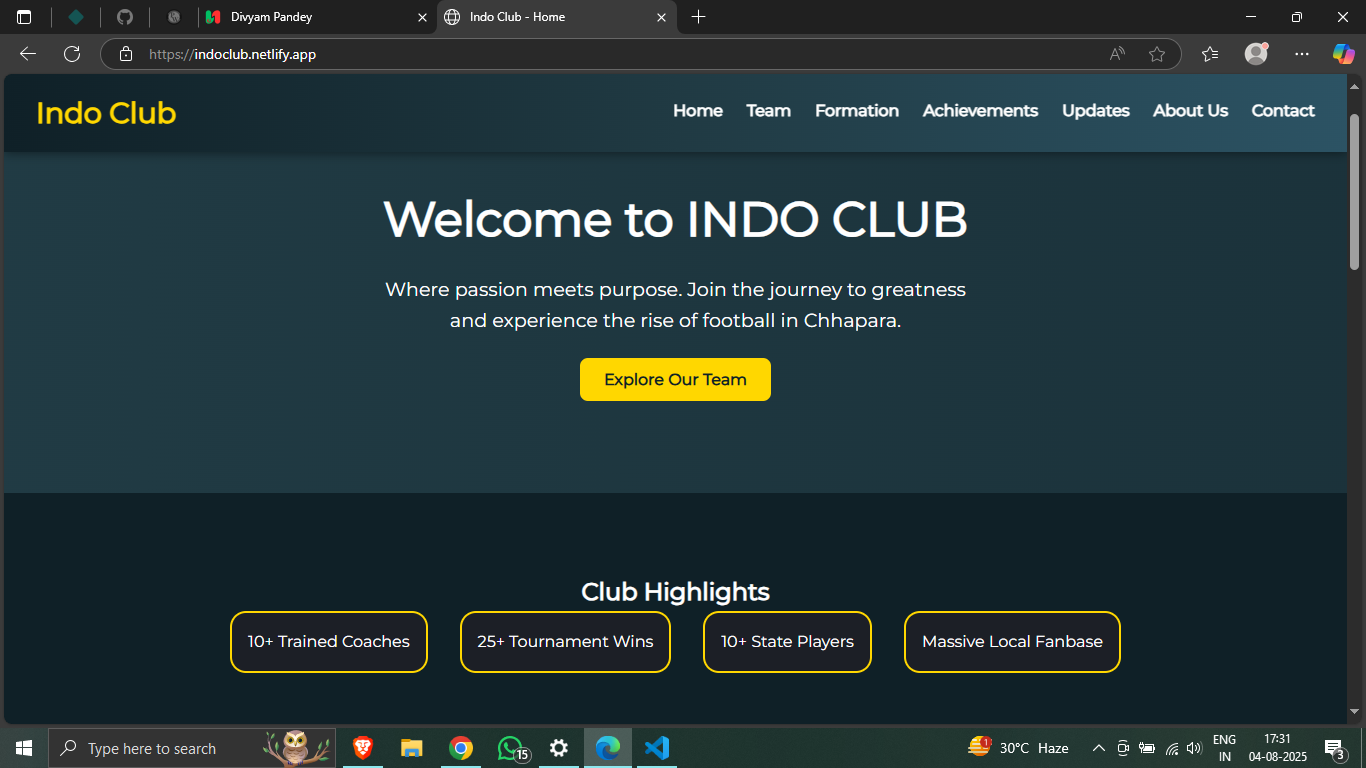 Divyam Pandey
Indo Club - Home
https://indoclub.netlify.app
Indo Club
Home Team Formation Achievements Updates About Us Contact
Welcome to INDO CLUB
Where passion meets purpose. Join the journey to greatness
and experience the rise of football in Chhapara.
Explore Our Team
Club Highlights
10+ Trained Coaches
25+ Tournament Wins
10+ State Players
Massive Local Fanbase
Type here to search
15
1
30°C Haze
ENG
IN
17:31
04-08-2025
3